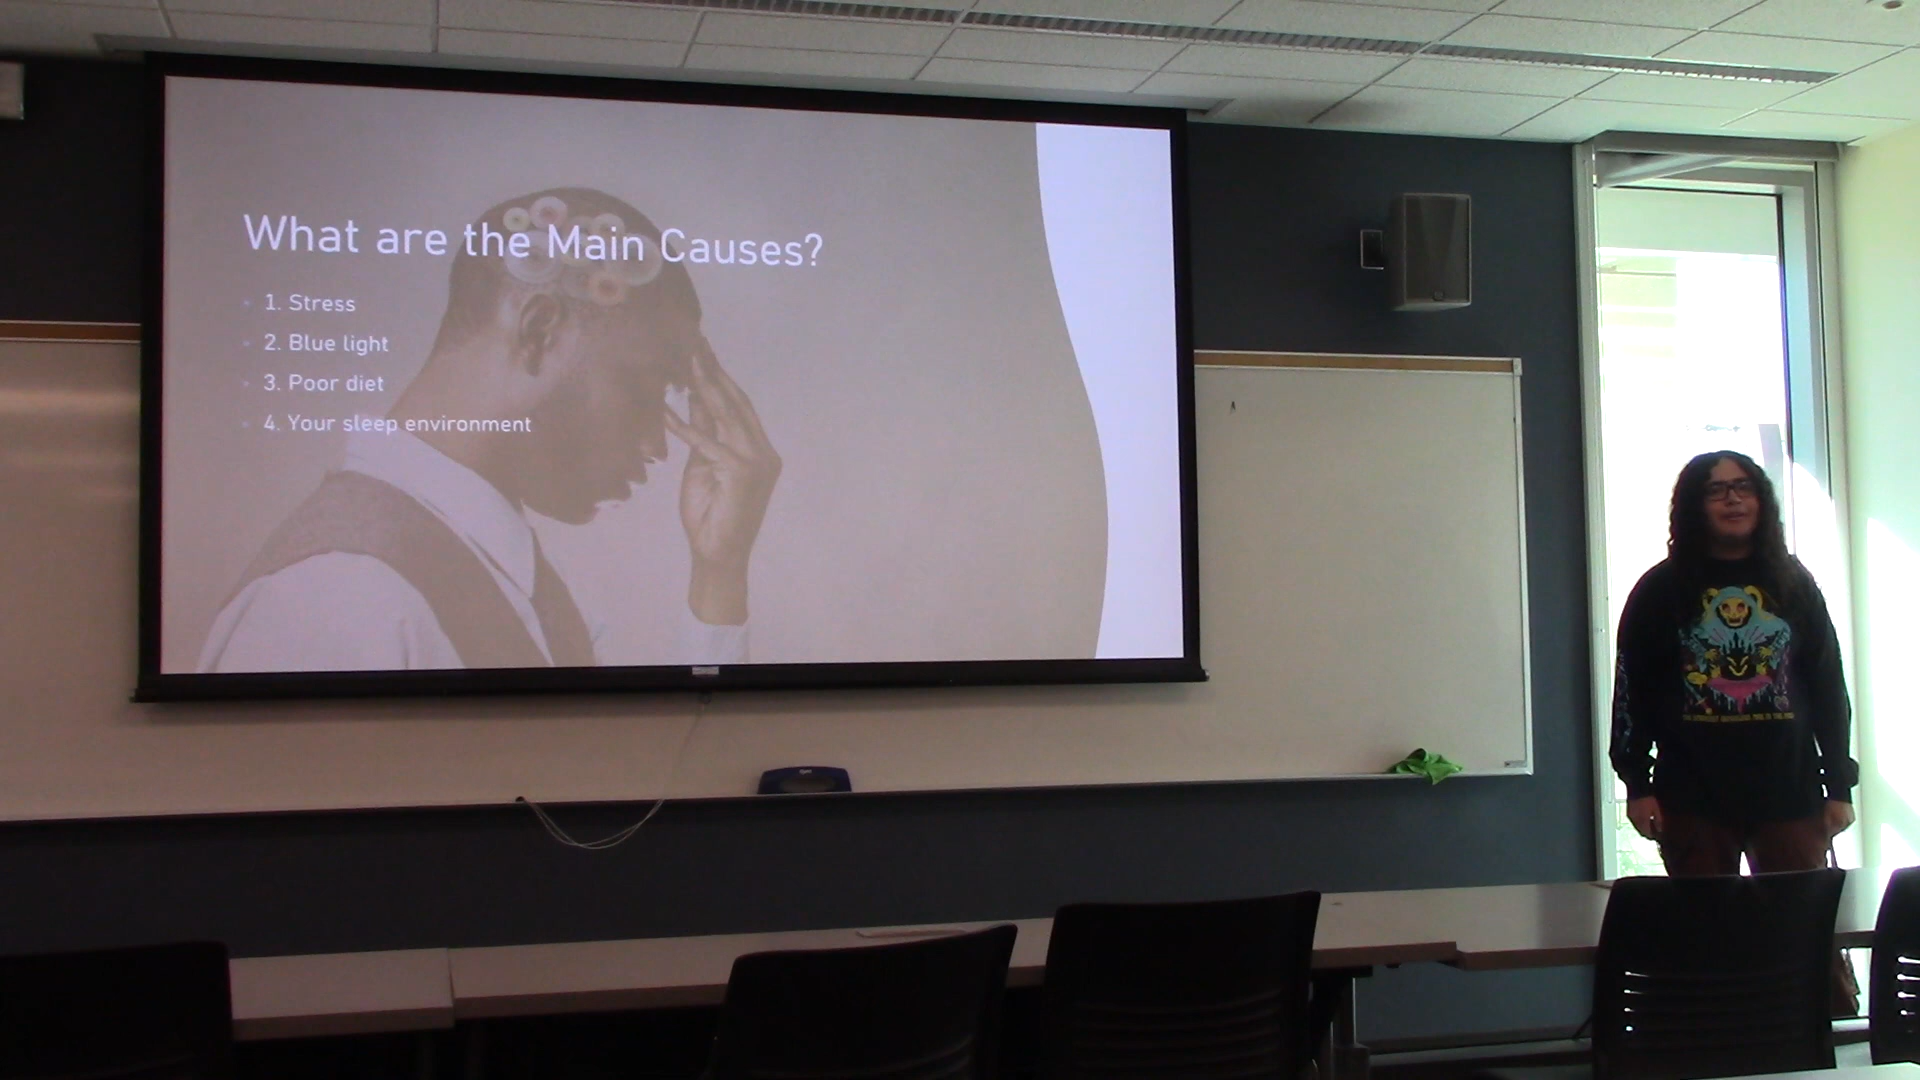 What are the Main Causes?
• 1. Stress
• 2. Blue light
• 3. Poor diet
• 4. Your sleep environment